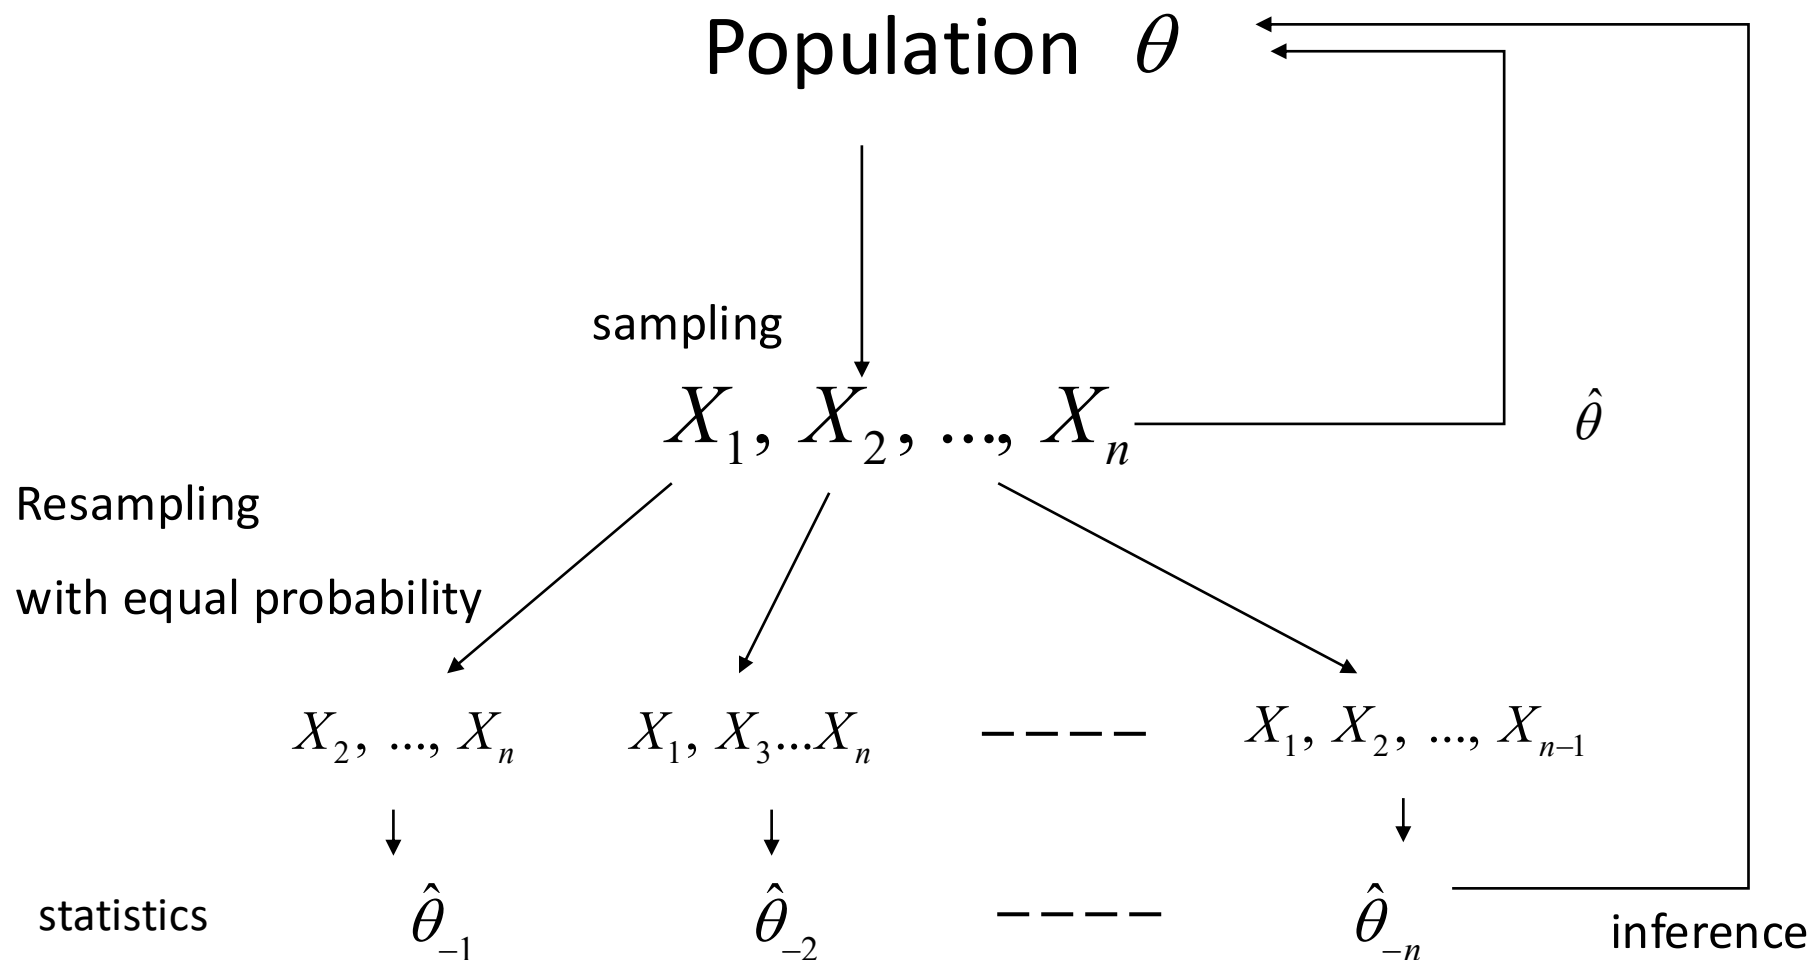 Population θ
sampling
X₁, X₂, ..., Xₙ
θ̂
Resampling
with equal probability
X₂, ..., Xₙ X₁, X₃...Xₙ X₁, X₂, ..., Xₙ₋₁
statistics θ̂₋₁ θ̂₋₂ θ̂₋ₙ inference